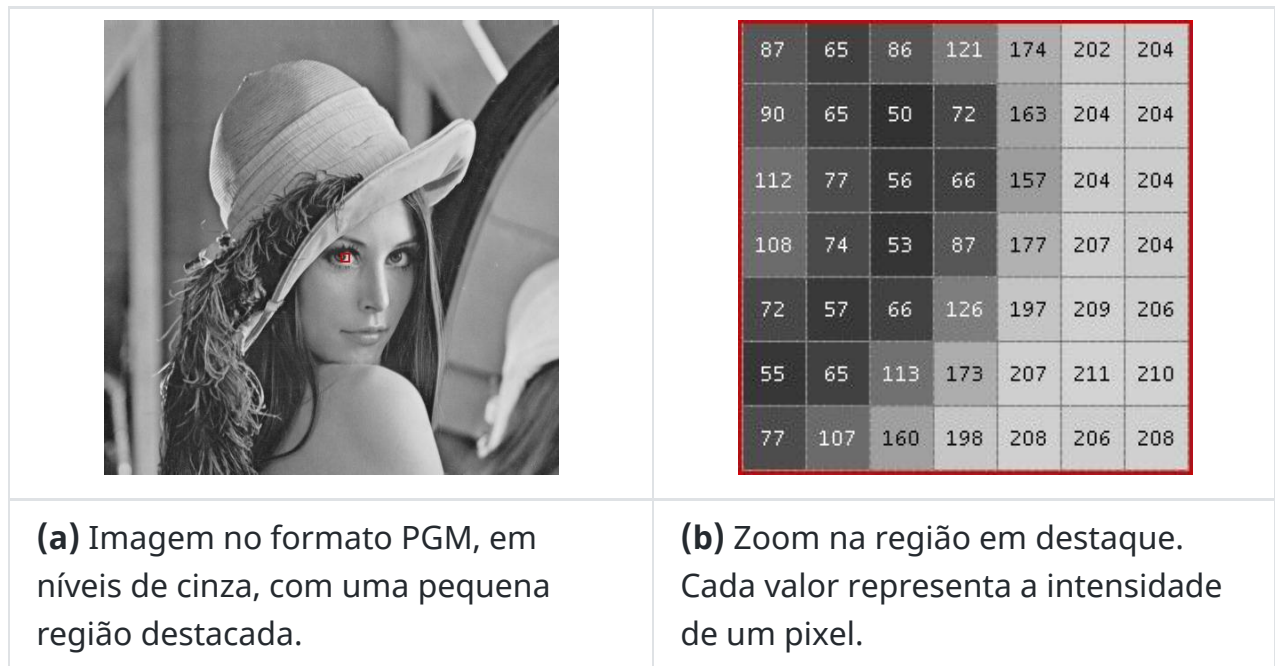 87 65 86 121 174 202 204
90 65 50 72 163 204 204
112 77 56 66 157 204 204
108 74 53 87 177 207 204
72 57 66 126 197 209 206
55 65 113 173 207 211 210
77 107 160 198 208 206 208
(a) Imagem no formato PGM, em
níveis de cinza, com uma pequena
região destacada.
(b) Zoom na região em destaque.
Cada valor representa a intensidade
de um pixel.